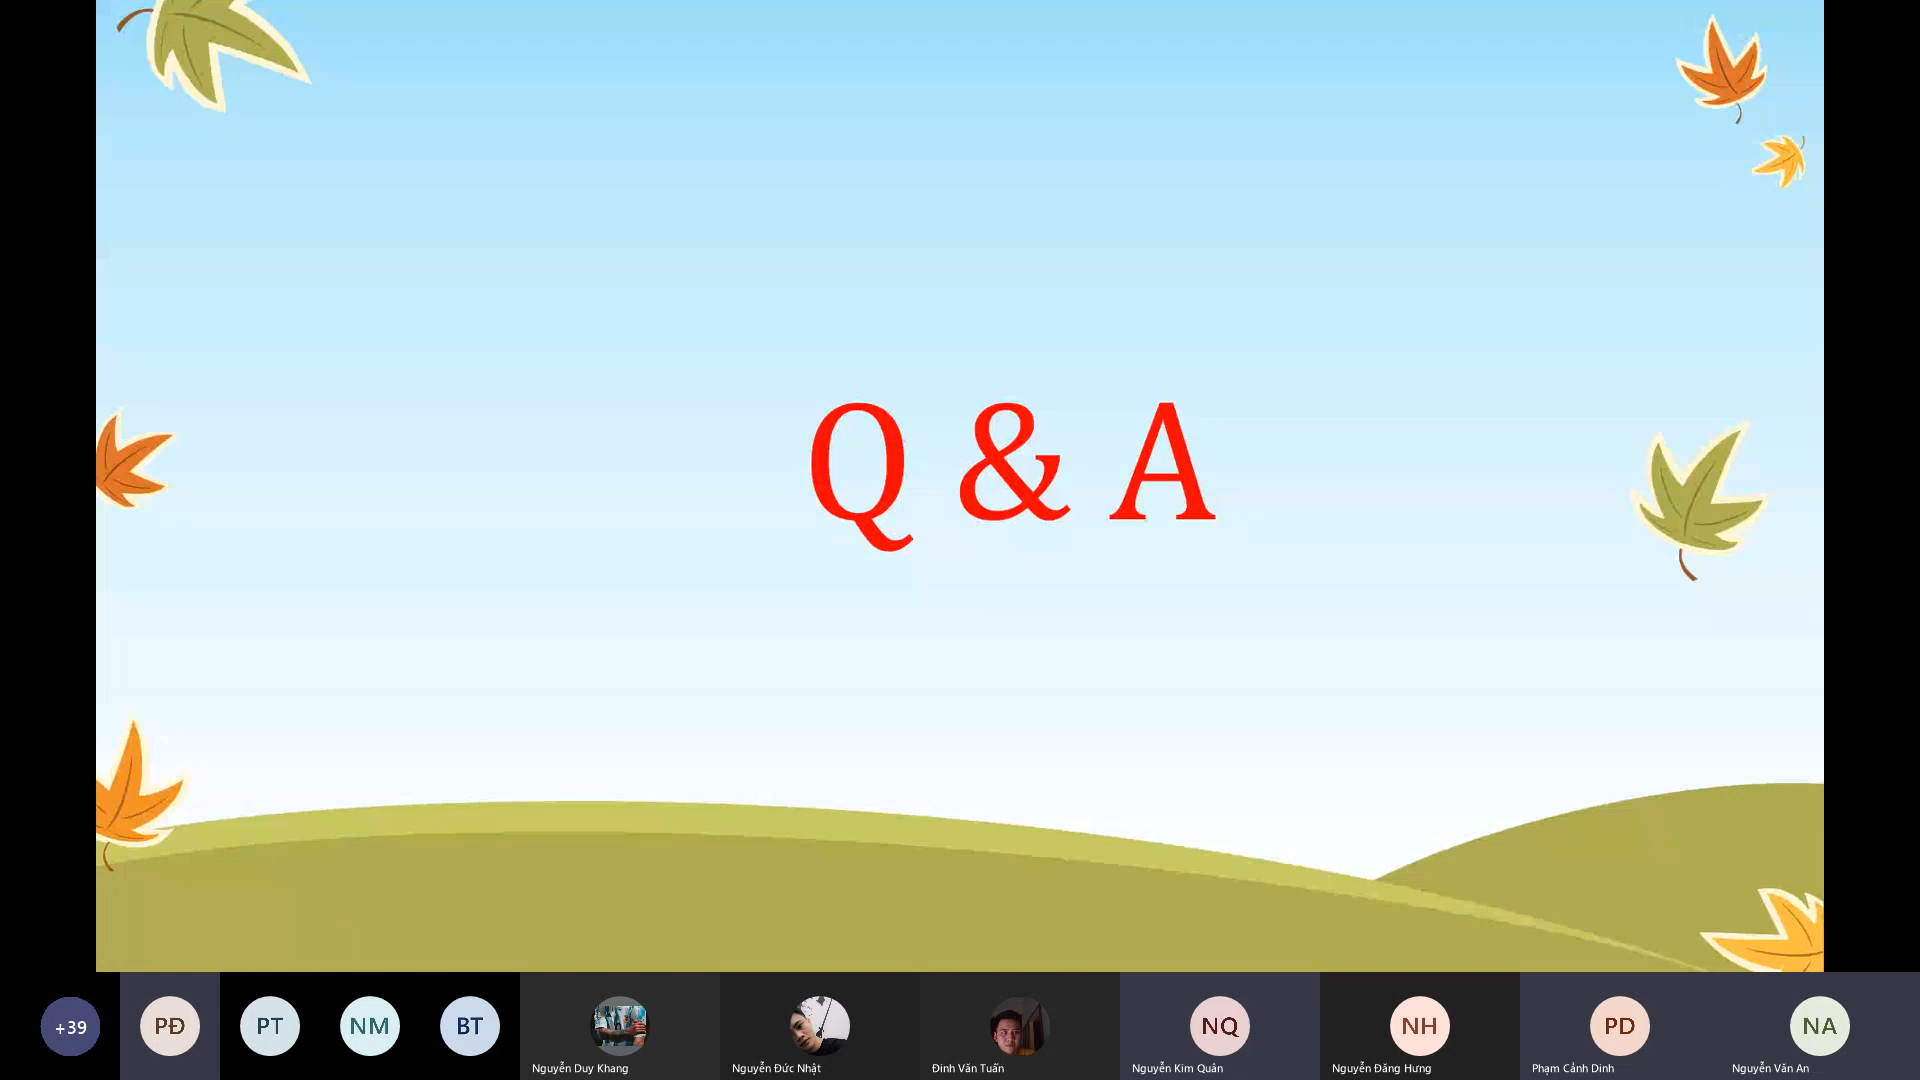 Q & A
+39
PĐ
PT
NM
BT
NQ
NH
PD
NA
Nguyễn Duy Khang
Nguyễn Đức Nhật
Đinh Văn Tuấn
Nguyễn Kim Quân
Nguyễn Đăng Hưng
Phạm Cảnh Dinh
Nguyễn Văn An